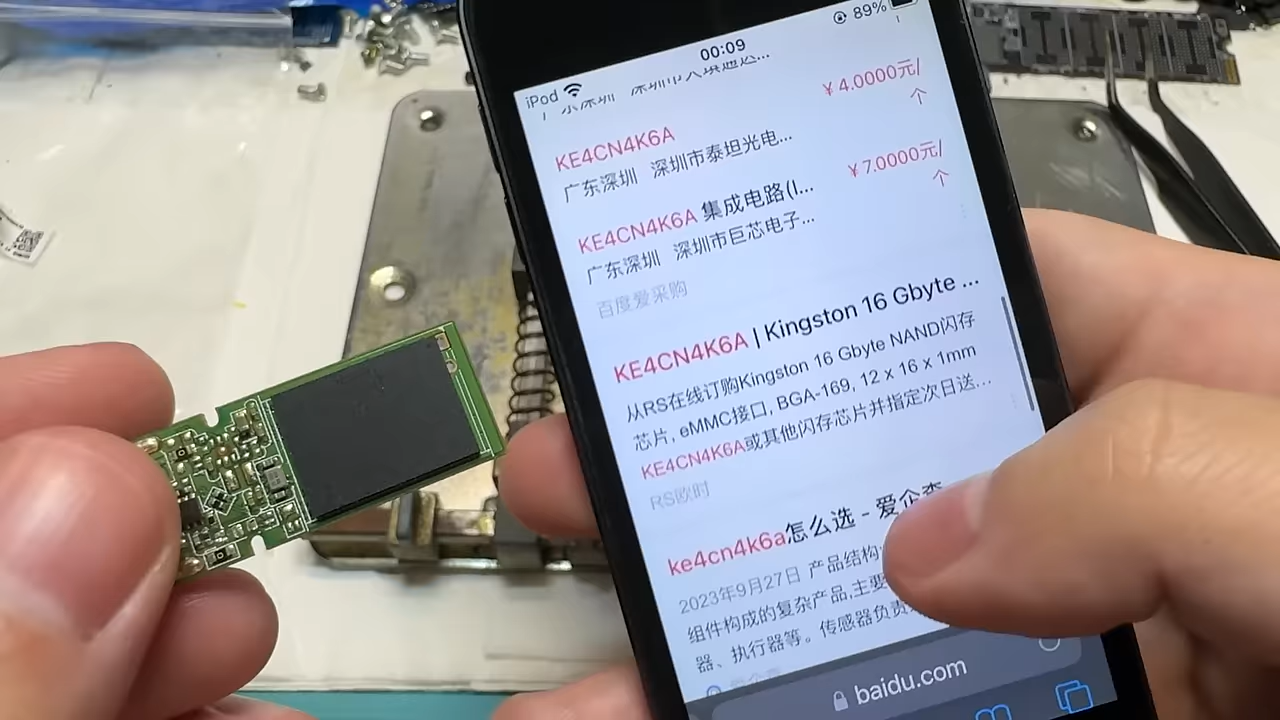 iPod
00:09
89%
¥4.0000元/
个
KE4CN4K6A
广东深圳 深圳市泰坦光电...
¥7.0000元/
个
KE4CN4K6A 集成电路(I...
广东深圳 深圳市巨芯电子...
百度爱采购
KE4CN4K6A | Kingston 16 Gbyte ...
从RS在线订购Kingston 16 Gbyte NAND闪存
芯片, eMMC接口, BGA-169, 12 x 16 x 1mm
KE4CN4K6A或其他闪存芯片并指定次日送...
RS欧时
ke4cn4k6a怎么选 - 爱企查
2023年9月27日 产品结构
组件构成的复杂产品,主要
器、执行器等。传感器负责
baidu.com